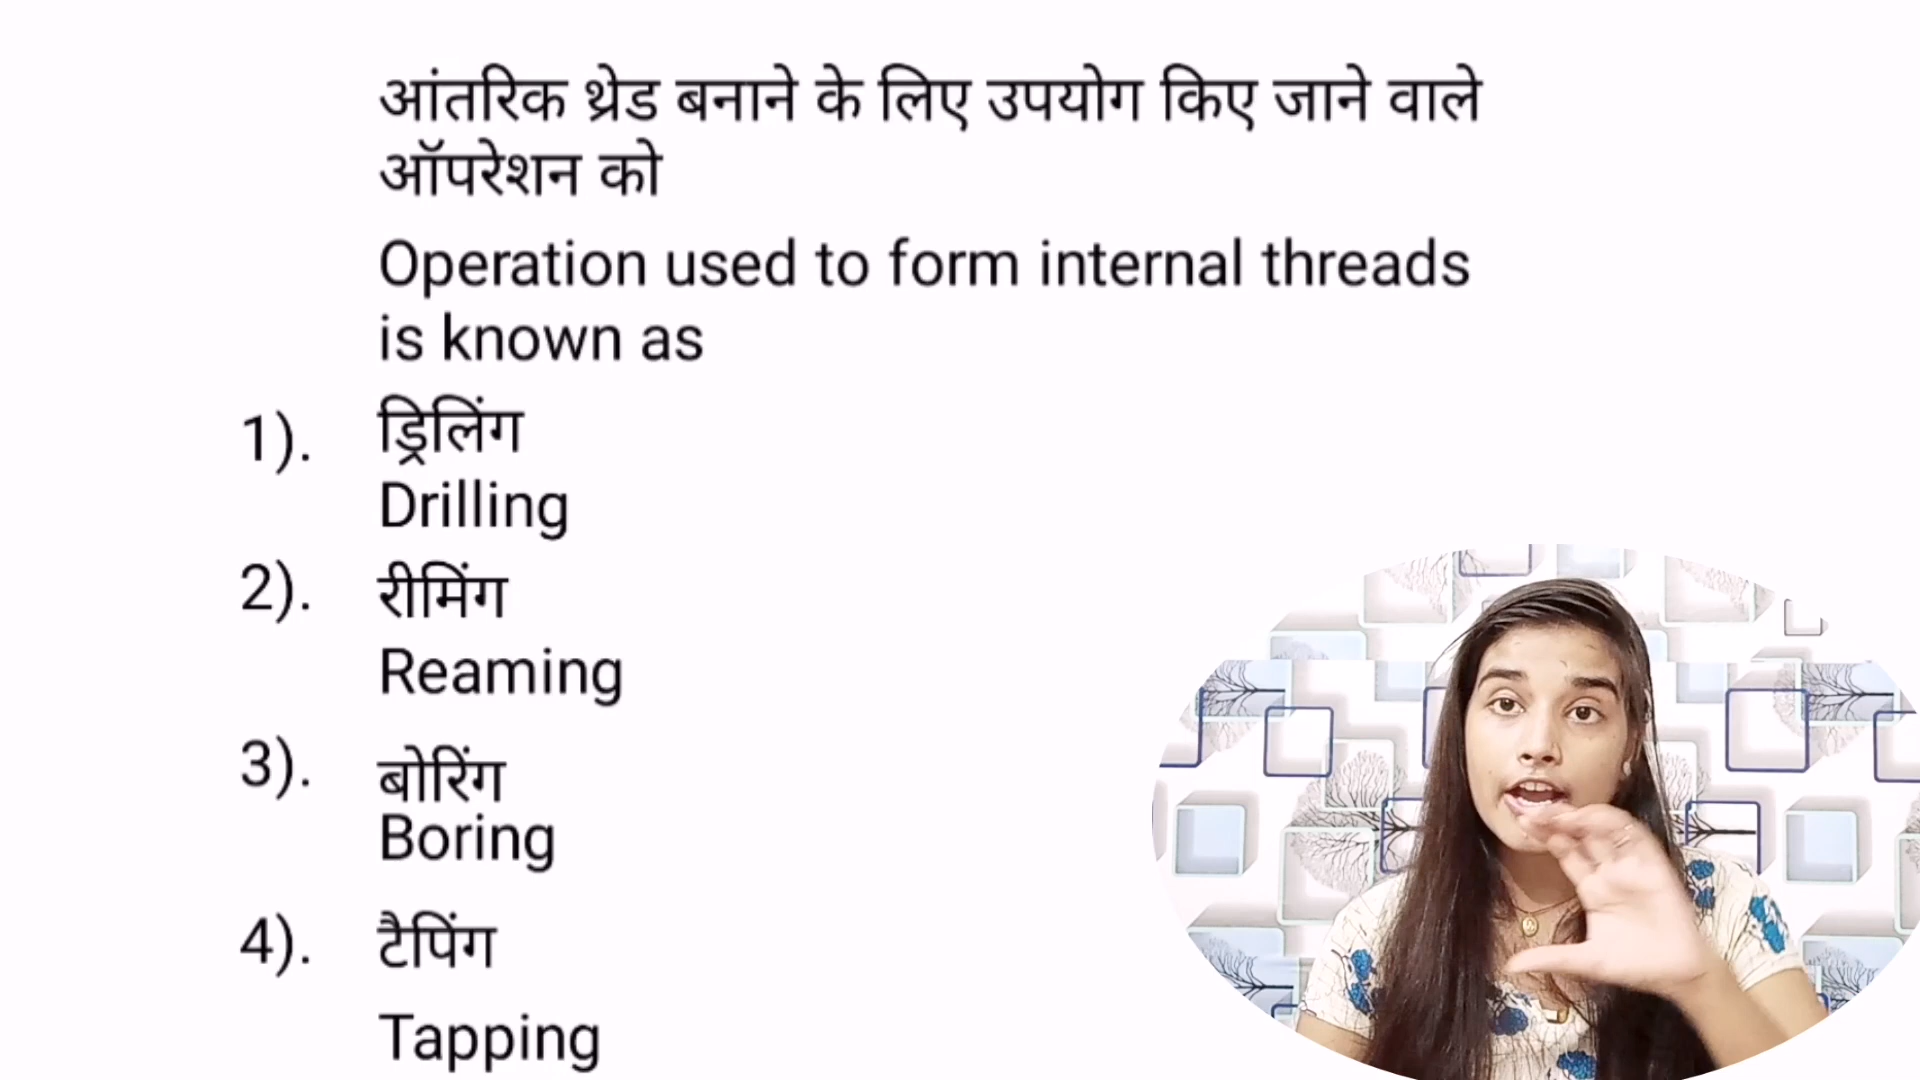 आंतरिक थ्रेड बनाने के लिए उपयोग किए जाने वाले
ऑपरेशन को
Operation used to form internal threads
is known as
1). ड्रिलिंग
Drilling
2). रीमिंग
Reaming
3). बोरिंग
Boring
4). टैपिंग
Tapping